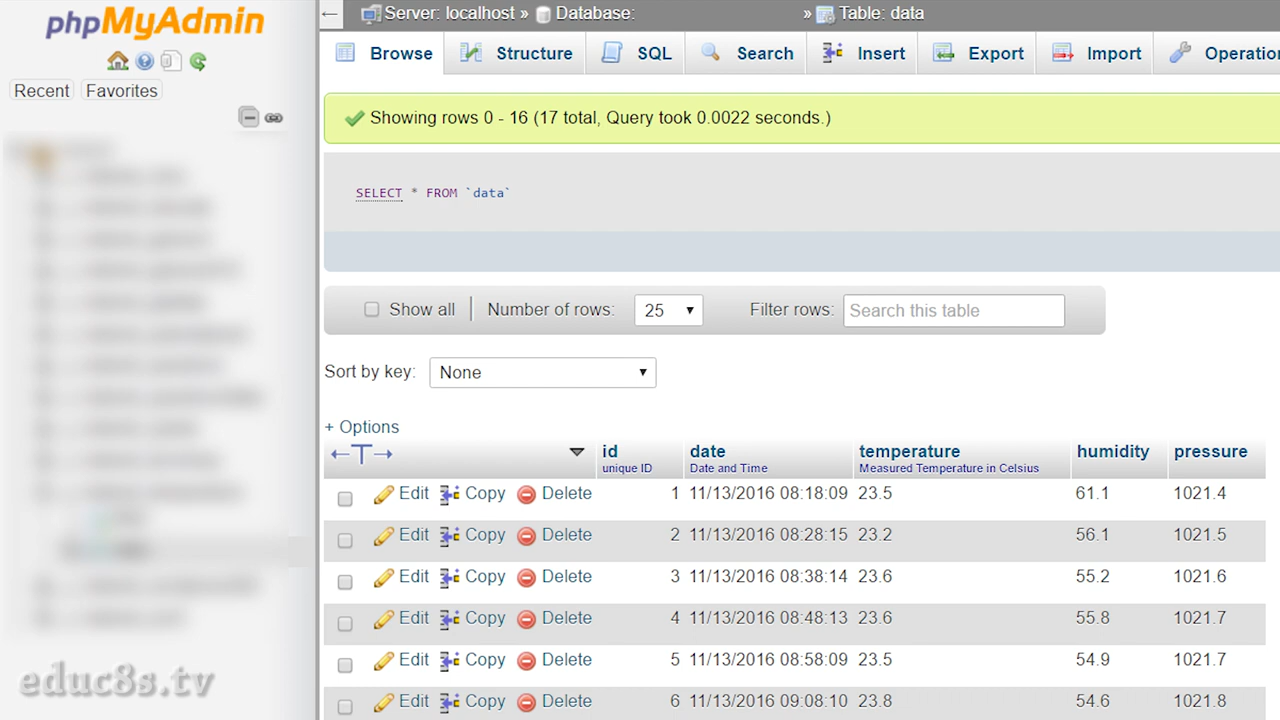 phpMyAdmin
Recent Favorites
Server: localhost » Database: » Table: data
Browse Structure SQL Search Insert Export Import Operatio
Showing rows 0 - 16 (17 total, Query took 0.0022 seconds.)
SELECT * FROM `data`
Show all Number of rows: 25 Filter rows: Search this table
Sort by key: None
+ Options
id date temperature humidity pressure
unique ID Date and Time Measured Temperature in Celsius
Edit Copy Delete 1 11/13/2016 08:18:09 23.5 61.1 1021.4
Edit Copy Delete 2 11/13/2016 08:28:15 23.2 56.1 1021.5
Edit Copy Delete 3 11/13/2016 08:38:14 23.6 55.2 1021.6
Edit Copy Delete 4 11/13/2016 08:48:13 23.6 55.8 1021.7
Edit Copy Delete 5 11/13/2016 08:58:09 23.5 54.9 1021.7
Edit Copy Delete 6 11/13/2016 09:08:10 23.8 54.6 1021.8
educ8s.tv